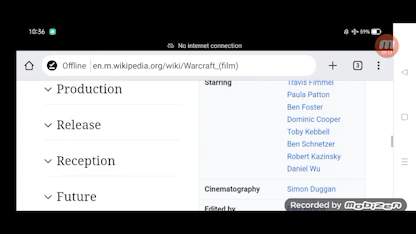 10:36
59%
No internet connection
Offline
en.m.wikipedia.org/wiki/Warcraft_(film)
3
Production
Release
Reception
Future
Starring
Travis Fimmel
Paula Patton
Ben Foster
Dominic Cooper
Toby Kebbell
Ben Schnetzer
Robert Kazinsky
Daniel Wu
Cinematography
Simon Duggan
Edited by
Recorded by Mobizen